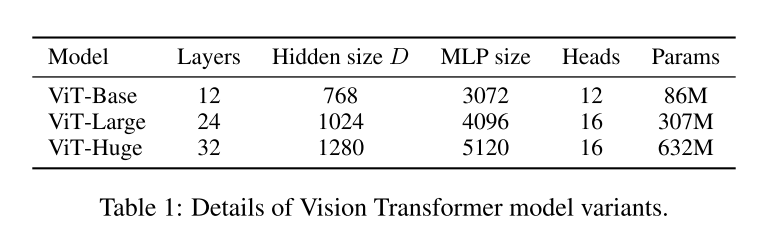 Model Layers Hidden size D MLP size Heads Params
ViT-Base 12 768 3072 12 86M
ViT-Large 24 1024 4096 16 307M
ViT-Huge 32 1280 5120 16 632M
Table 1: Details of Vision Transformer model variants.